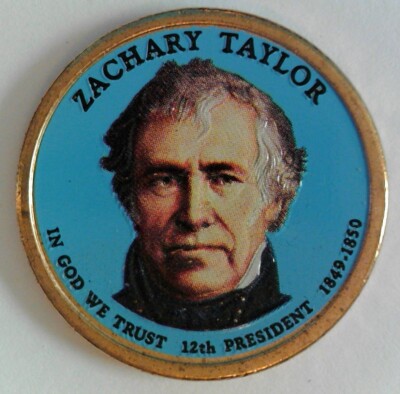 ZACHARY TAYLOR
IN GOD WE TRUST 12th PRESIDENT 1849-1850